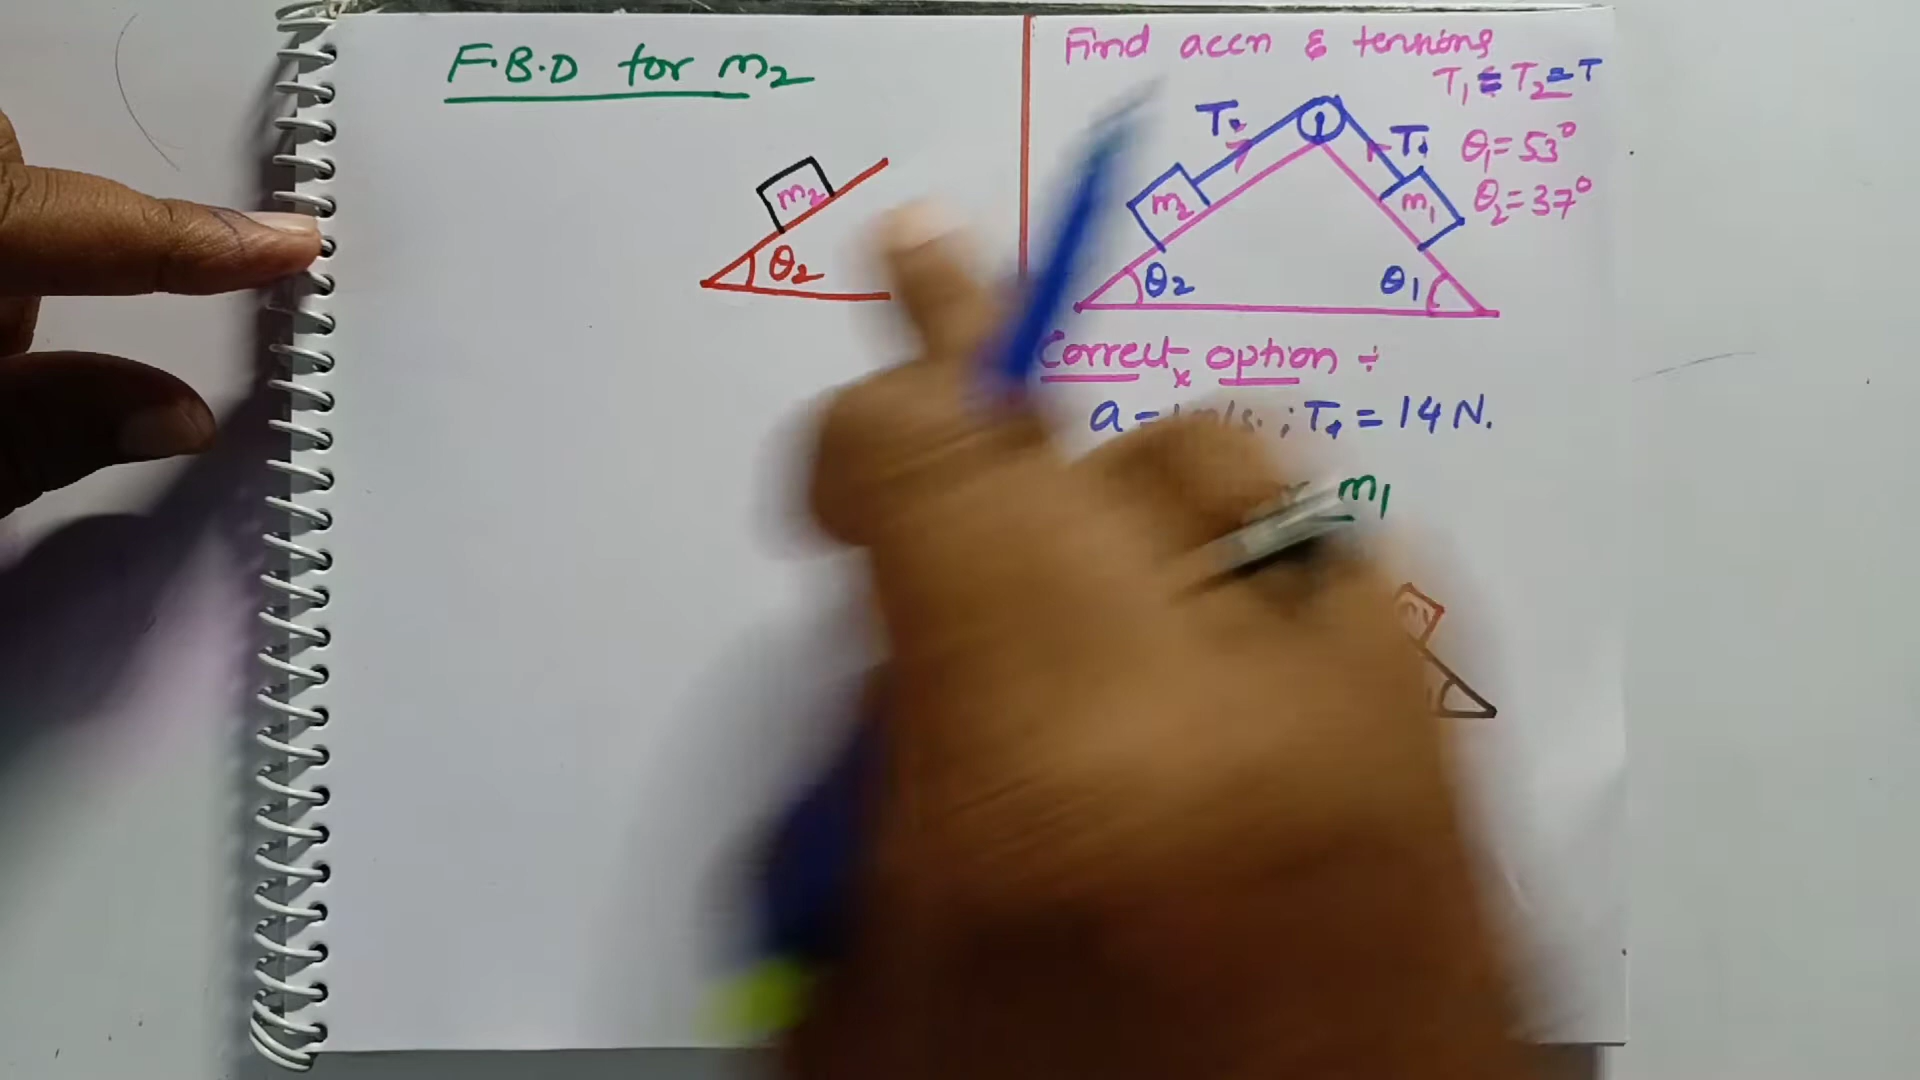 F.B.D for m2
m2
θ2
Find accn & tensions
T1 = T2 = T
T
T
θ1 = 53°
θ2 = 37°
m2
m1
θ2
θ1
Correct option ÷
a = ; T = 14 N.
m1